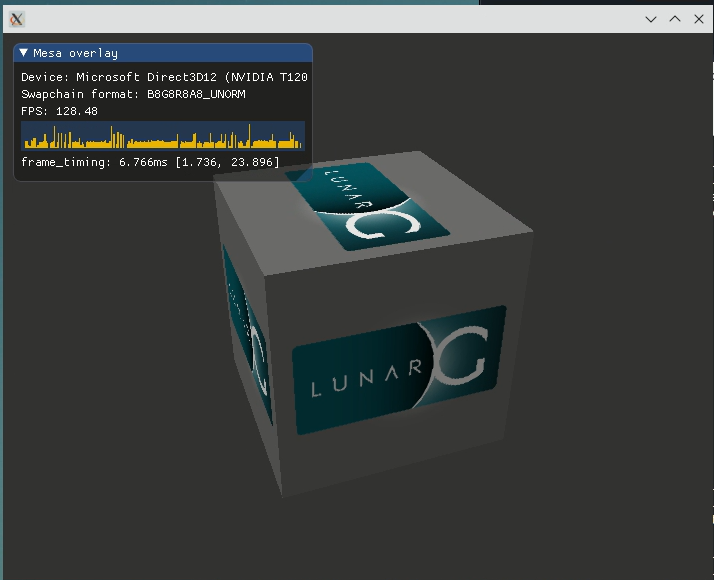 Mesa overlay
Device: Microsoft Direct3D12 (NVIDIA T120
Swapchain format: B8G8R8A8_UNORM
FPS: 128.48
frame_timing: 6.766ms [1.736, 23.896]
LUNAR G
LUNAR G
LUNAR G